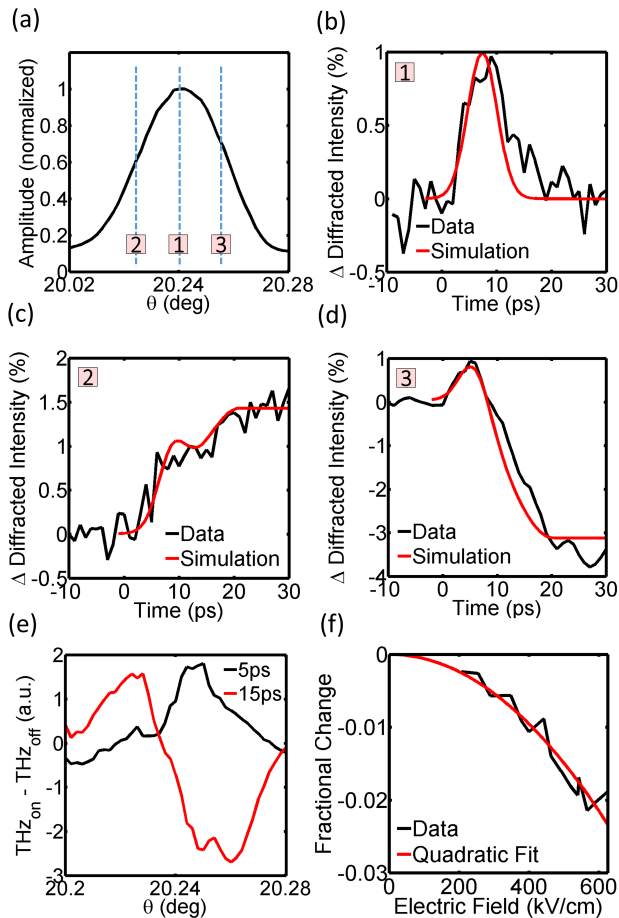 (a)
Amplitude (normalized)
1
0.8
0.6
0.4
0.2
0
2
1
3
20.02
20.24
20.28
θ (deg)
(b)
Δ Diffracted Intensity (%)
1
0.5
0
-0.5
1
Data
Simulation
-10
0
10
20
30
Time (ps)
(c)
Δ Diffracted Intensity (%)
2
1.5
1
0.5
0
-0.5
2
Data
Simulation
-10
0
10
20
30
Time (ps)
(d)
Δ Diffracted Intensity (%)
1
0
-1
-2
-3
-4
3
Data
Simulation
-10
0
10
20
30
Time (ps)
(e)
THzon - THzoff (a.u.)
2
1
0
-1
-2
-3
5ps
15ps
20.2
20.24
20.28
θ (deg)
(f)
Fractional Change
0
-0.01
-0.02
-0.03
Data
Quadratic Fit
0
200
400
600
Electric Field (kV/cm)